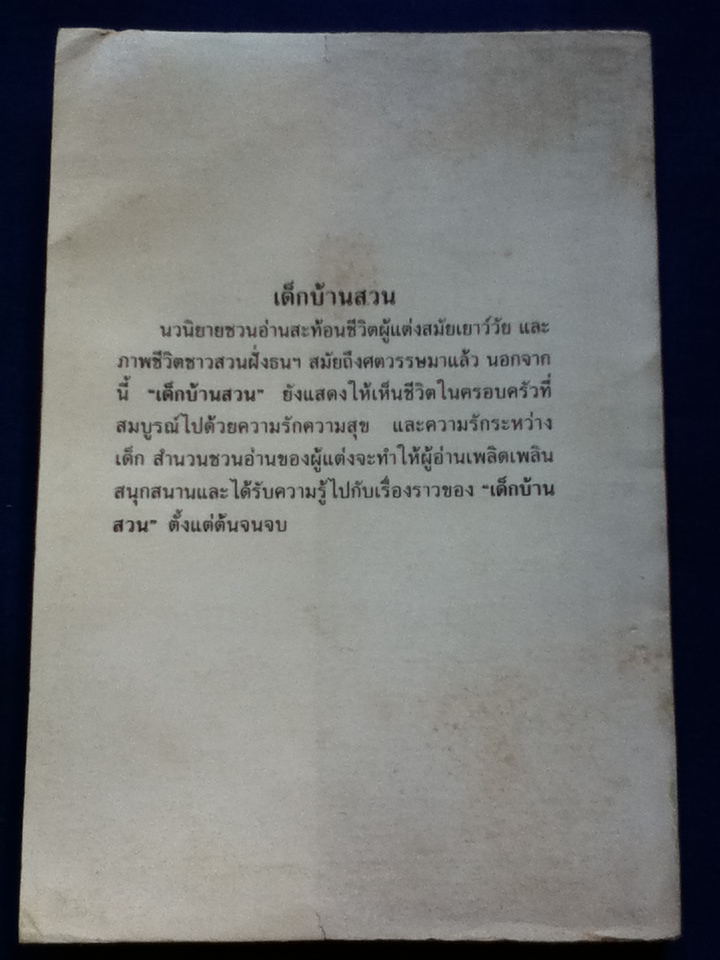 เด็กบ้านสวน
นวนิยายชวนอ่านสะท้อนชีวิตผู้แต่งสมัยเยาว์วัย และ
ภาพชีวิตชาวสวนฝั่งธนฯ สมัยถึงศตวรรษมาแล้ว นอกจาก
นี้ "เด็กบ้านสวน" ยังแสดงให้เห็นชีวิตในครอบครัวที่
สมบูรณ์ไปด้วยความรักความสุข และความรักระหว่าง
เด็ก สำนวนชวนอ่านของผู้แต่งจะทำให้ผู้อ่านเพลิดเพลิน
สนุกสนานและได้รับความรู้ไปกับเรื่องราวของ "เด็กบ้าน
สวน" ตั้งแต่ต้นจนจบ